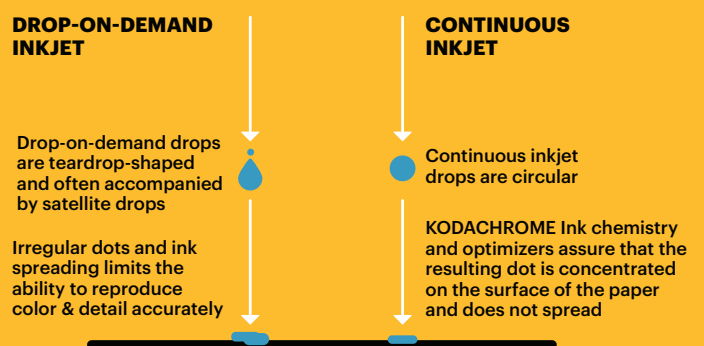 DROP-ON-DEMAND
INKJET
Drop-on-demand drops
are teardrop-shaped
and often accompanied
by satellite drops
Irregular dots and ink
spreading limits the
ability to reproduce
color & detail accurately
CONTINUOUS
INKJET
Continuous inkjet
drops are circular
KODACHROME Ink chemistry
and optimizers assure that the
resulting dot is concentrated
on the surface of the paper
and does not spread